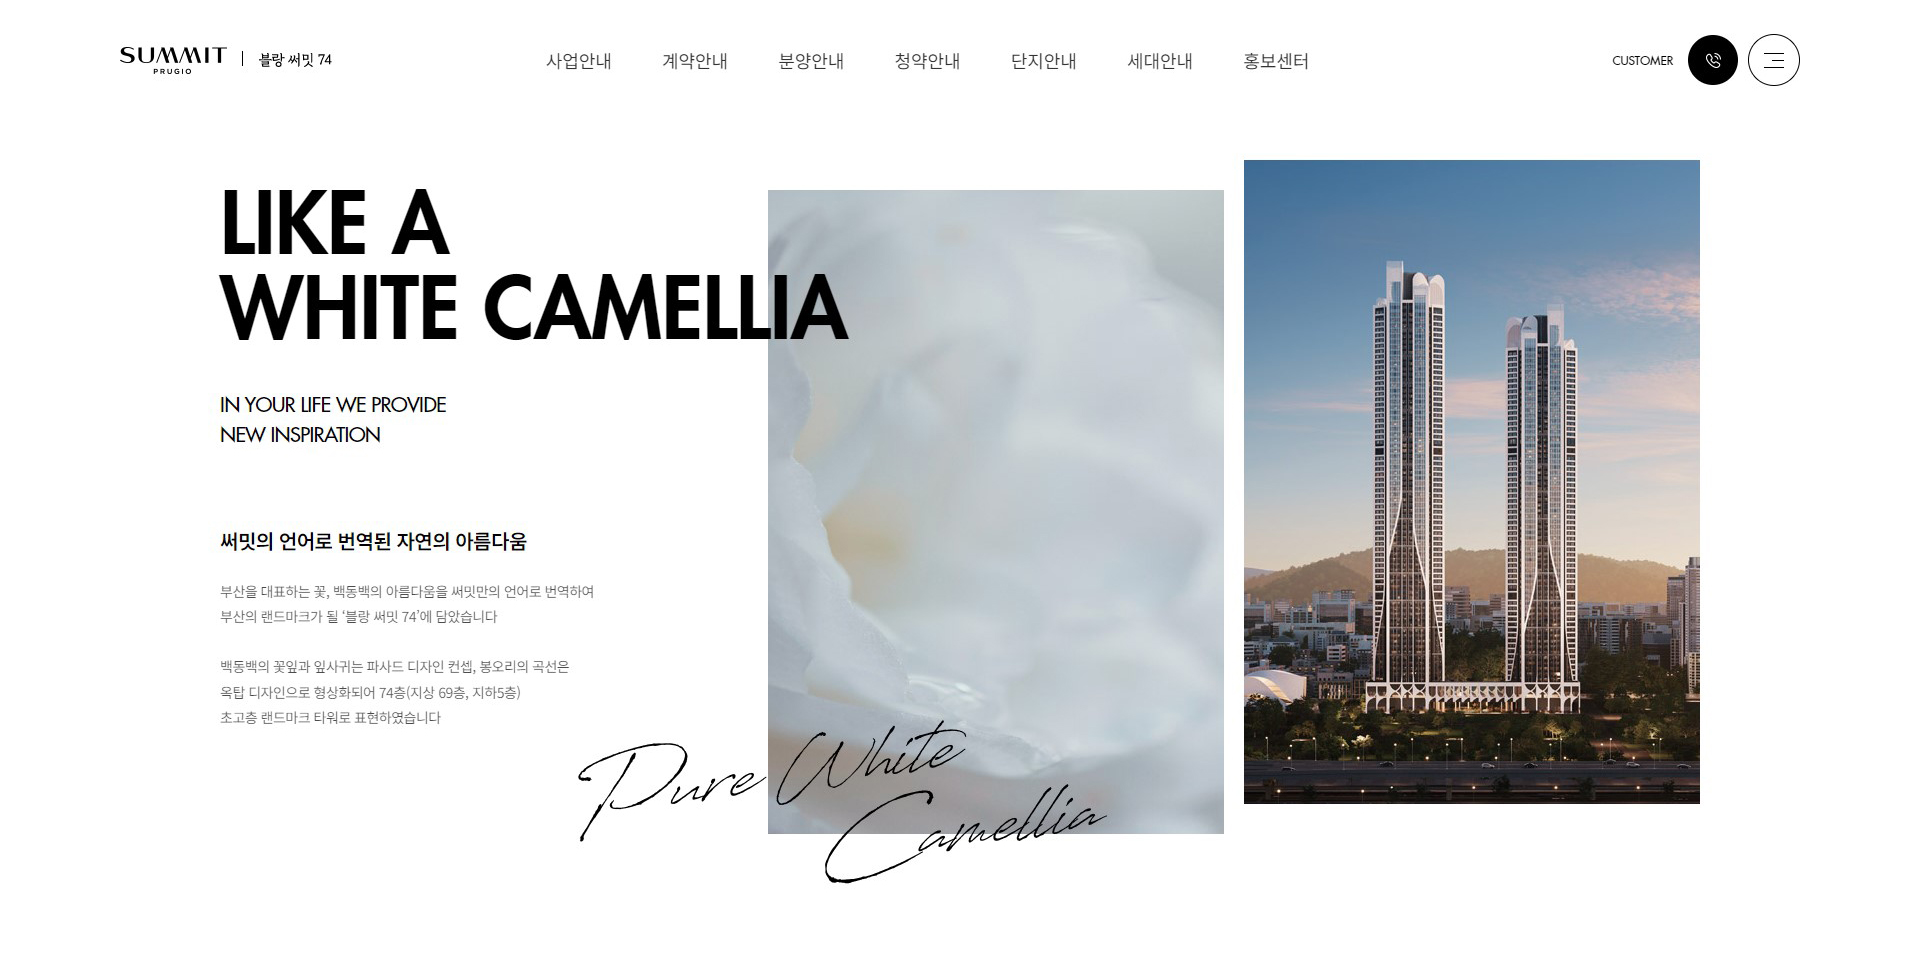 SUMMIT
PRUGIO
블랑 써밋 74
사업안내 계약안내 분양안내 청약안내 단지안내 세대안내 홍보센터
CUSTOMER
LIKE A
WHITE CAMELLIA
IN YOUR LIFE WE PROVIDE
NEW INSPIRATION
써밋의 언어로 번역된 자연의 아름다움
부산을 대표하는 꽃, 백동백의 아름다움을 써밋만의 언어로 번역하여
부산의 랜드마크가 될 ‘블랑 써밋 74’에 담았습니다
백동백의 꽃잎과 잎사귀는 파사드 디자인 컨셉, 봉오리의 곡선은
옥탑 디자인으로 형상화되어 74층(지상 69층, 지하5층)
초고층 랜드마크 타워로 표현하였습니다
Pure White
Camellia